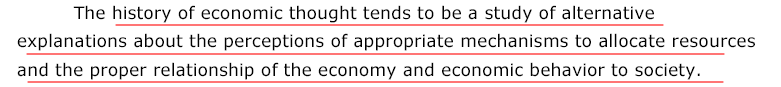 The history of economic thought tends to be a study of alternative
explanations about the perceptions of appropriate mechanisms to allocate resources
and the proper relationship of the economy and economic behavior to society.